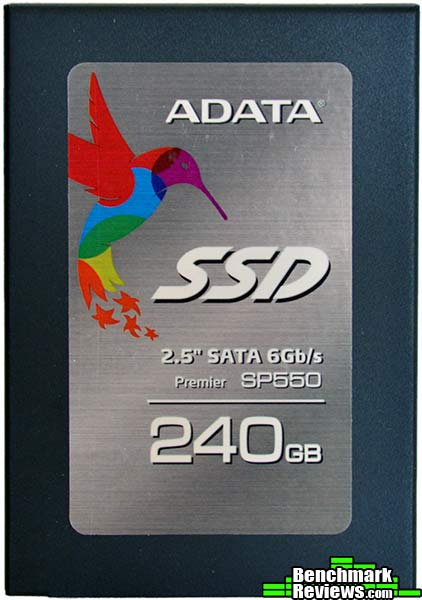 ADATA®
SSD
2.5" SATA 6Gb/s
Premier SP550
240GB
Benchmark
Reviews.com